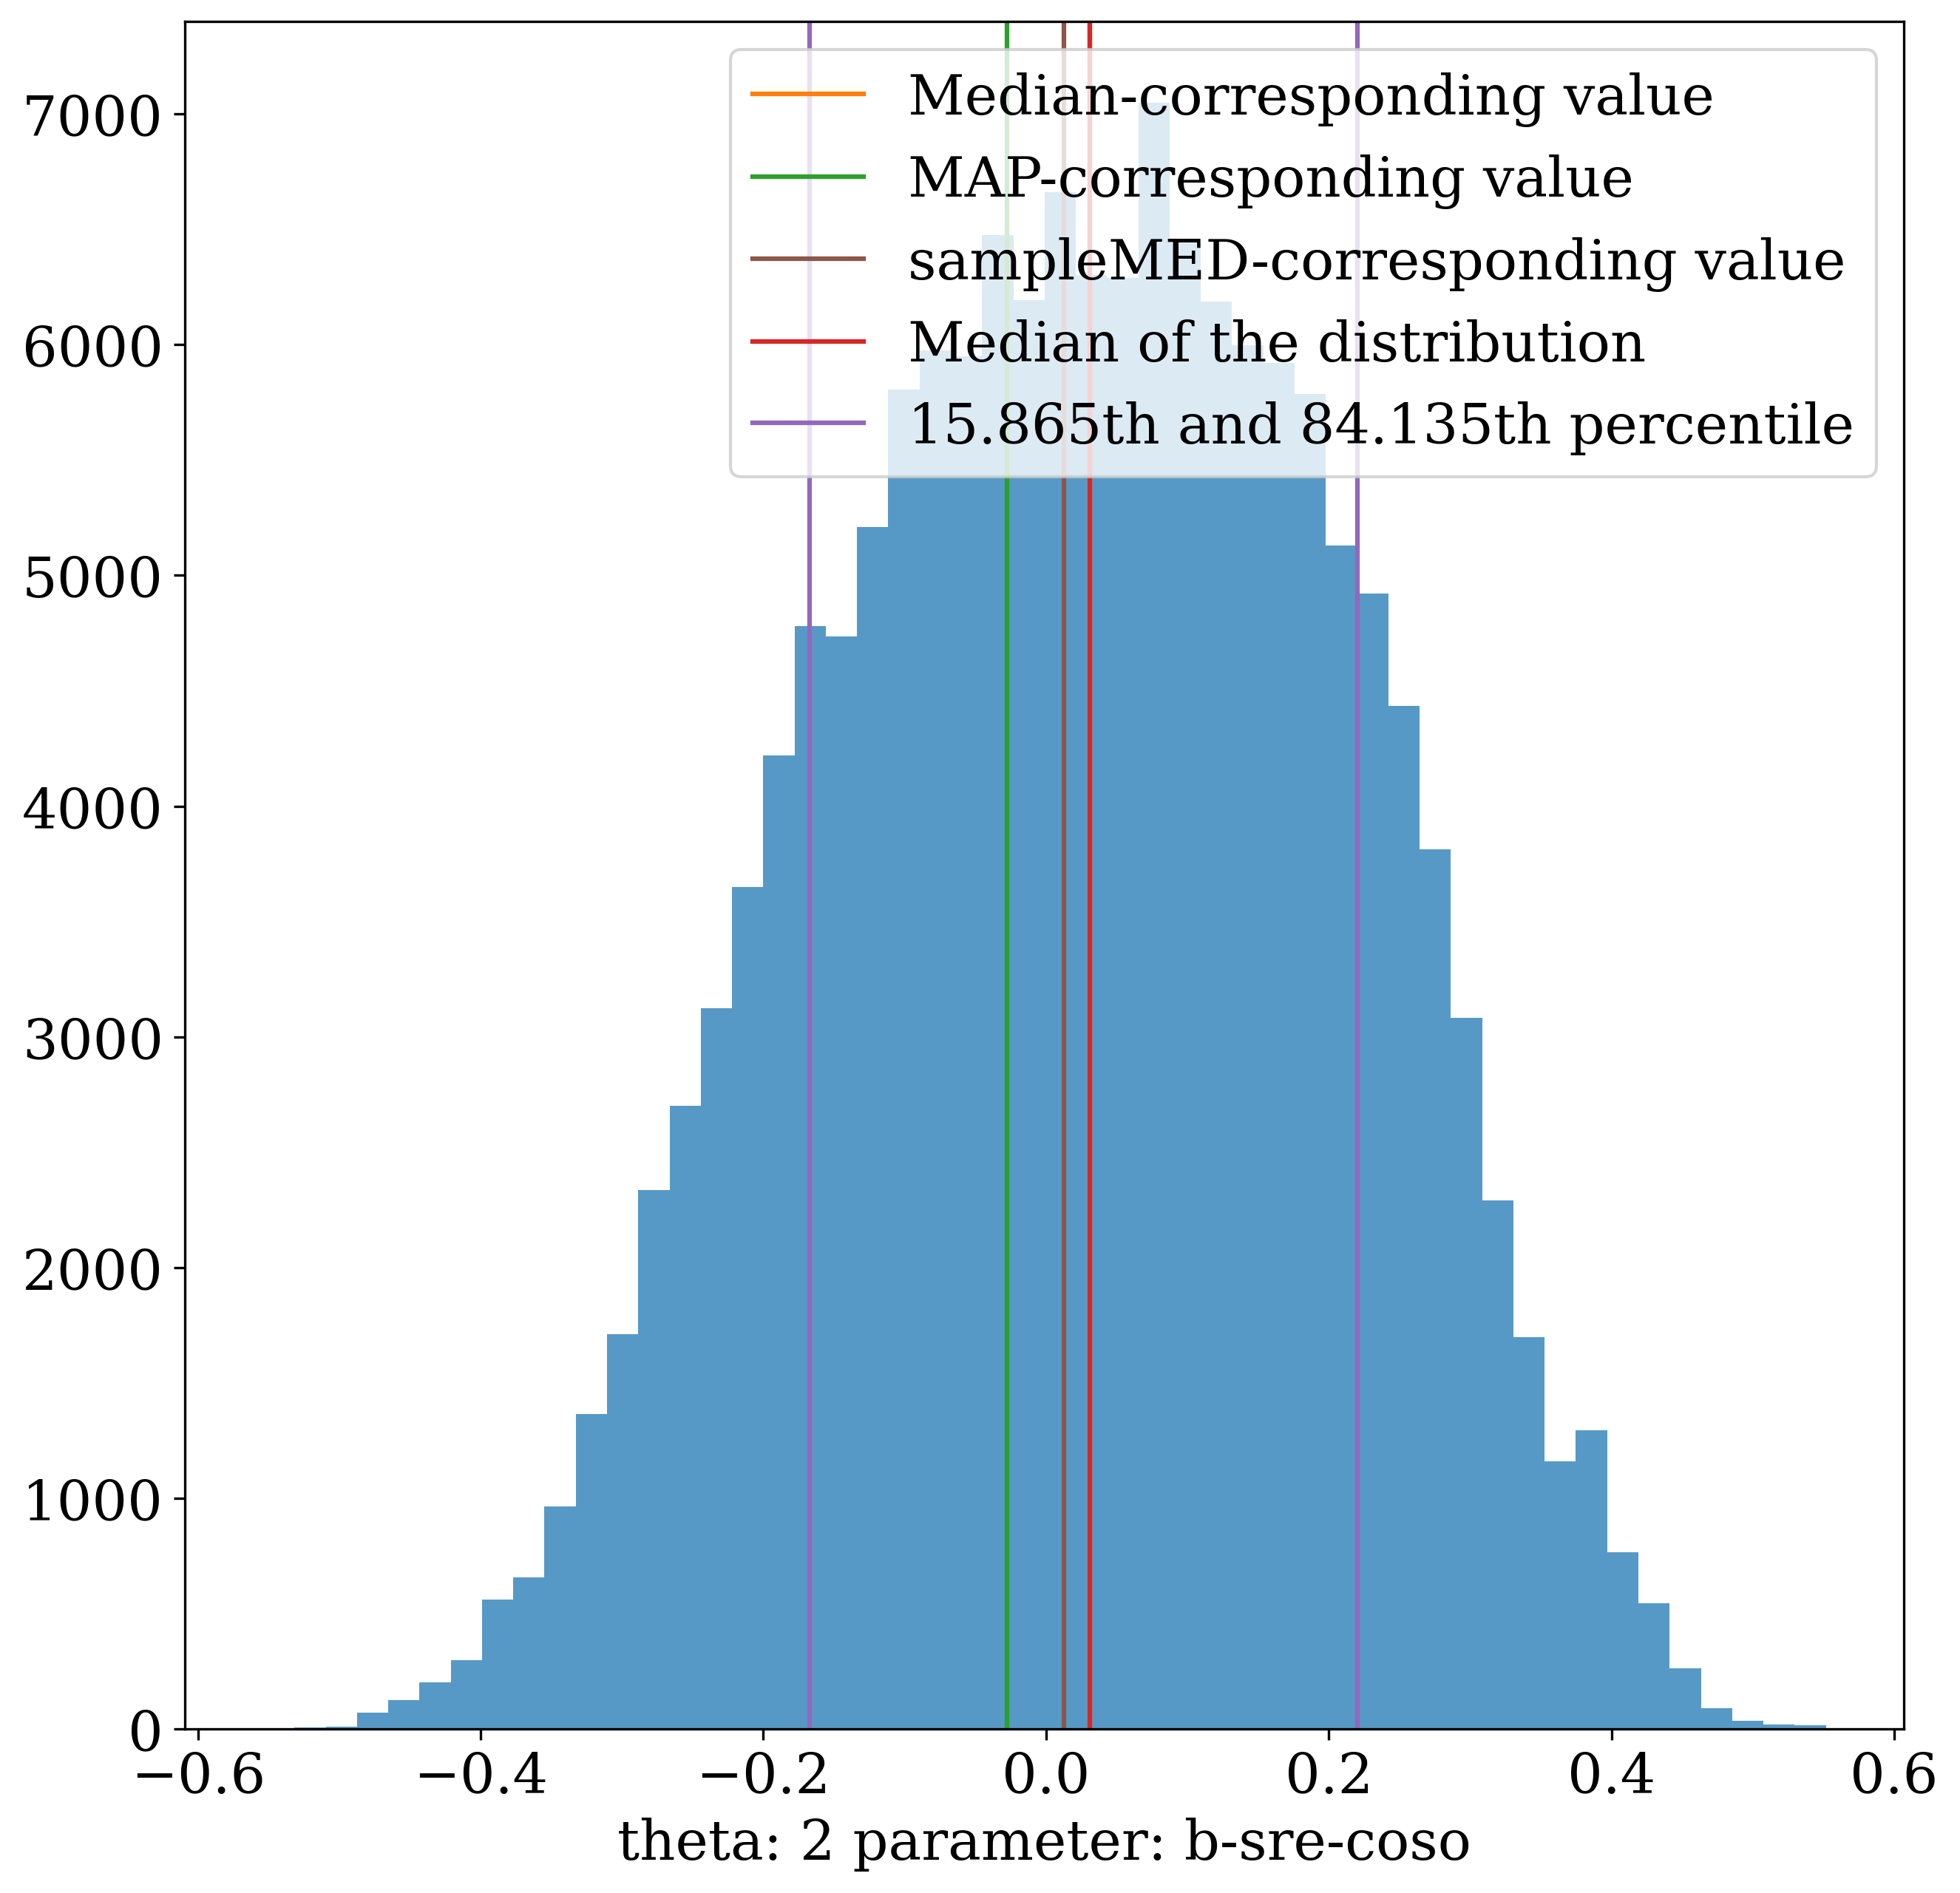 7000
6000
5000
4000
3000
2000
1000
0
Median-corresponding value
MAP-corresponding value
sampleMED-corresponding value
Median of the distribution
15.865th and 84.135th percentile
−0.6 −0.4 −0.2 0.0 0.2 0.4 0.6
theta: 2 parameter: b-sre-coso